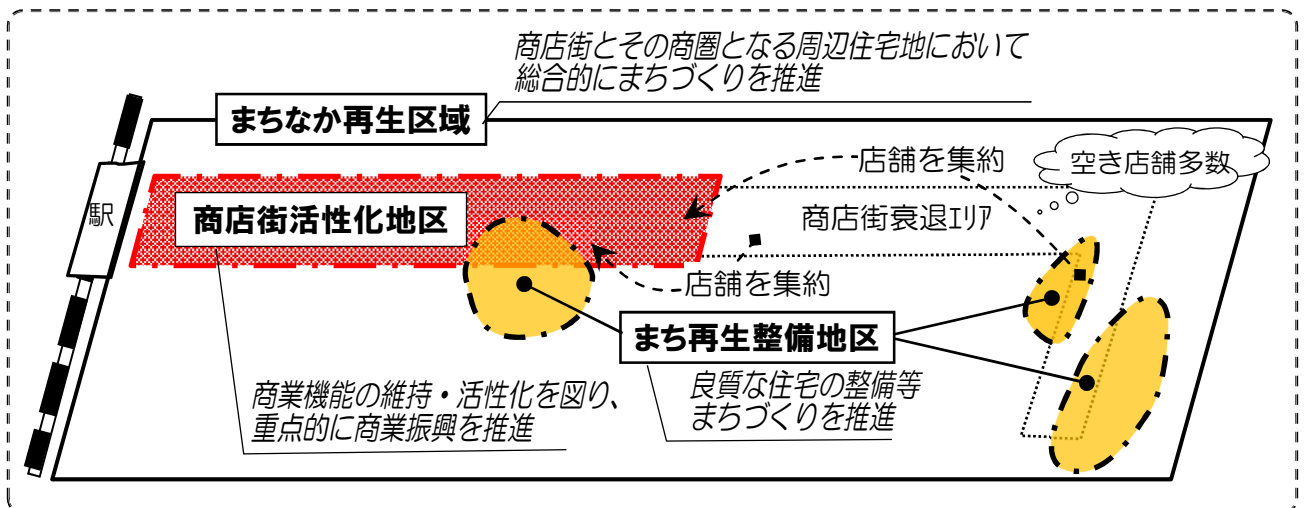 商店街とその商圏となる周辺住宅地において
総合的にまちづくりを推進
まちなか再生区域
店舗を集約
空き店舗多数
駅
商店街活性化地区
商店街衰退ｴﾘｱ
店舗を集約
まち再生整備地区
商業機能の維持・活性化を図り、
重点的に商業振興を推進
良質な住宅の整備等
まちづくりを推進